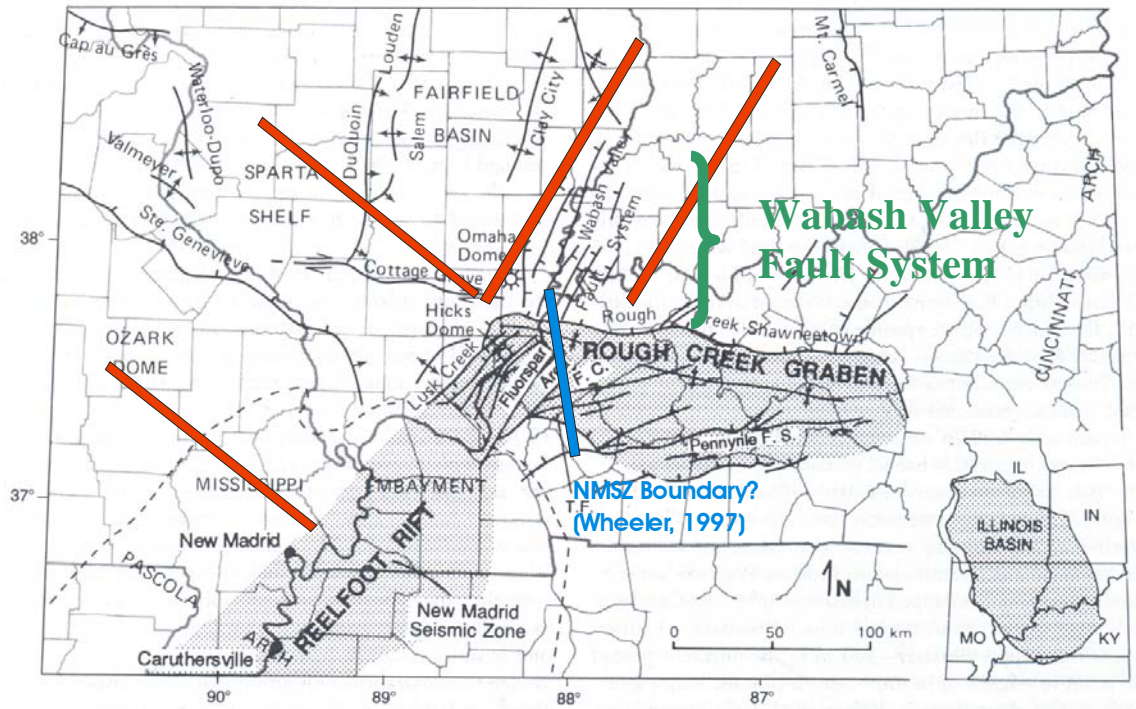 Cap au Grès
Waterloo-Dupo
Valmeyer
Louden
Salem
DuQuoin
FAIRFIELD
BASIN
Clay City
Mt. Carmel
SPARTA
SHELF
Ste. Genevieve
Wabash Valley
Fault System
Wabash Valley
Fault System
ARCH
CINCINNATI
38°
Omaha
Dome
Cottage Grove
Hicks
Dome
Rough Creek-Shawneetown
OZARK
DOME
Lusk Creek
Fluorspar
F. C.
ROUGH CREEK GRABEN
Pennyrile F. S.
37°
MISSISSIPPI
EMBAYMENT
T.F.
NMSZ Boundary?
(Wheeler, 1997)
New Madrid
REELFOOT RIFT
PASCOLA
ARCH
New Madrid
Seismic Zone
Caruthersville
N
0 50 100 km
IL
IN
ILLINOIS
BASIN
MO
KY
90°
89°
88°
87°